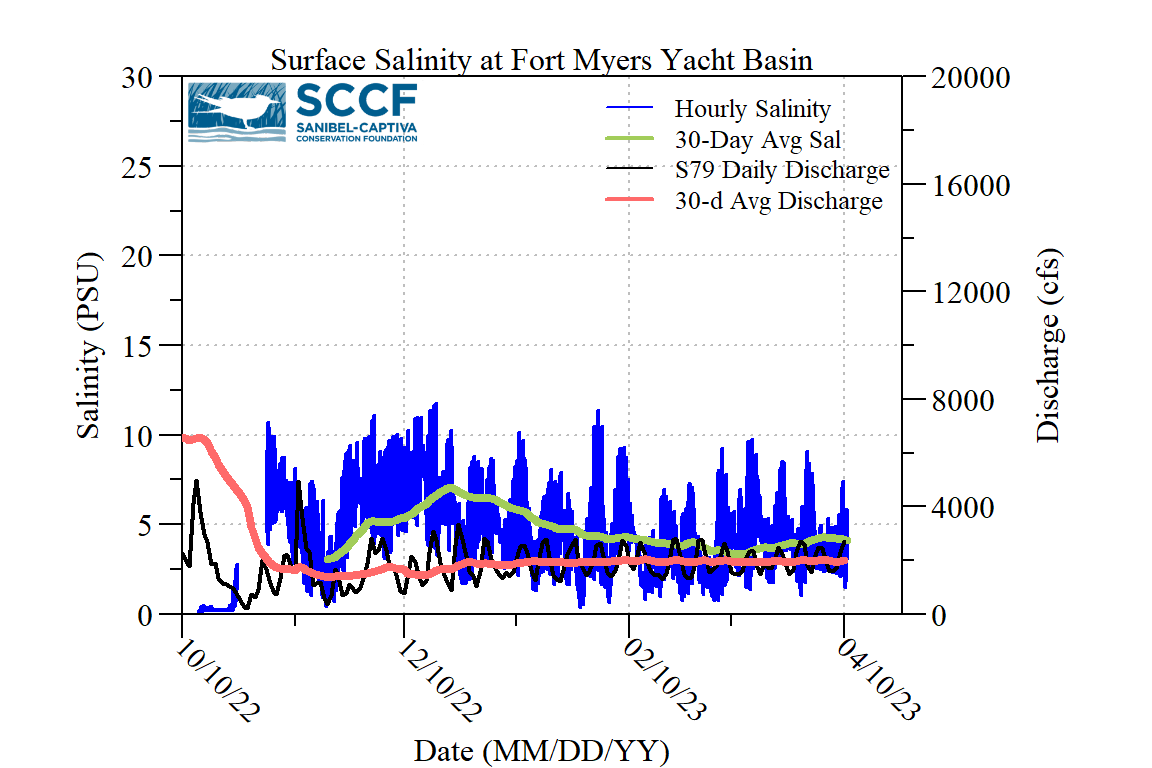 Surface Salinity at Fort Myers Yacht Basin
SCCF
SANIBEL-CAPTIVA
CONSERVATION FOUNDATION
Hourly Salinity
30-Day Avg Sal
S79 Daily Discharge
30-d Avg Discharge
Salinity (PSU)
30
25
20
15
10
5
0
20000
16000
12000
8000
4000
0
Discharge (cfs)
10/10/22
12/10/22
02/10/23
04/10/23
Date (MM/DD/YY)